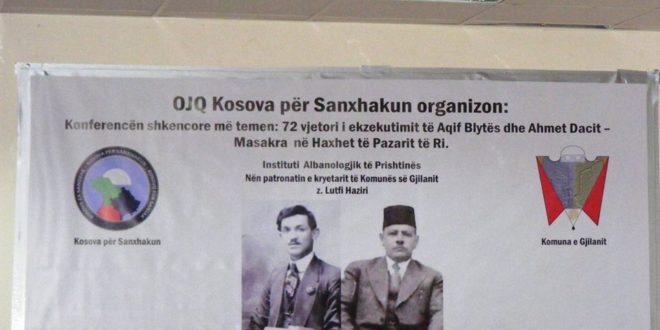 OJQ Kosova për Sanxhakun organizon:
Konferencën shkencore më temen: 72 vjetori i ekzekutimit të Aqif Blytës dhe Ahmet Dacit –
Masakra në Haxhet të Pazarit të Ri.
Instituti Albanologjik të Prishtinës
Nën patronatin e kryetarit të Komunës së Gjilanit
z. Lutfi Haziri
Kosova për Sanxhakun
Komuna e Gjilanit